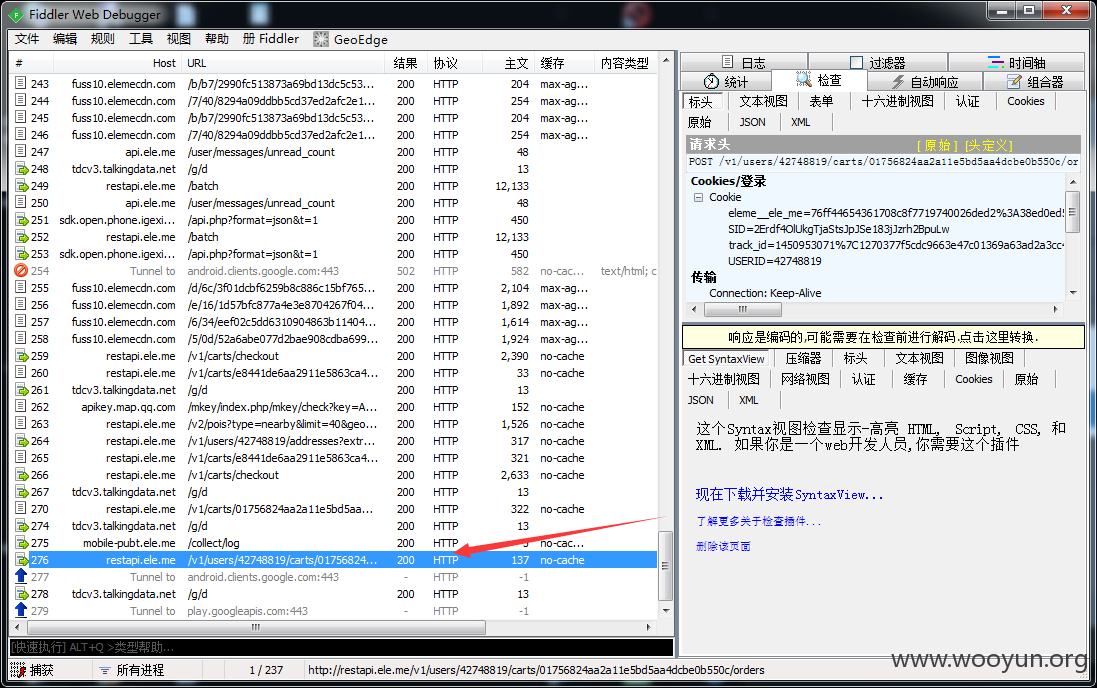 Fiddler Web Debugger
文件 编辑 规则 工具 视图 帮助 册 Fiddler GeoEdge
# Host URL 结果 协议 主文 缓存 内容类型
243 fuss10.elemecdn.com /b/b7/2990fc513873a69bd13dc5c53... 200 HTTP 204 max-ag...
244 fuss10.elemecdn.com /7/40/8294a09ddbb5cd37ed2afc2e1... 200 HTTP 254 max-ag...
245 fuss10.elemecdn.com /b/b7/2990fc513873a69bd13dc5c53... 200 HTTP 204 max-ag...
246 fuss10.elemecdn.com /7/40/8294a09ddbb5cd37ed2afc2e1... 200 HTTP 254 max-ag...
247 api.ele.me /user/messages/unread_count 200 HTTP 48
248 tdcv3.talkingdata.net /g/d 200 HTTP 13
249 restapi.ele.me /batch 200 HTTP 12,133
250 api.ele.me /user/messages/unread_count 200 HTTP 48
251 sdk.open.phone.igexi... /api.php?format=json&t=1 200 HTTP 450
252 restapi.ele.me /batch 200 HTTP 12,133
253 sdk.open.phone.igexi... /api.php?format=json&t=1 200 HTTP 450
254 Tunnel to android.clients.google.com:443 502 HTTP 582 no-cac... text/html; c
255 fuss10.elemecdn.com /d/6c/3f01dcbf6259b8c886c15bf765... 200 HTTP 2,104 max-ag...
256 fuss10.elemecdn.com /e/16/1d57bfc877a4e3e8704267f04... 200 HTTP 1,892 max-ag...
257 fuss10.elemecdn.com /6/34/eef02c5dd6310904863b11404... 200 HTTP 1,614 max-ag...
258 fuss10.elemecdn.com /5/0d/52a6abe077d2bae908cdba699... 200 HTTP 1,924 max-ag...
259 restapi.ele.me /v1/carts/checkout 200 HTTP 2,390 no-cache
260 restapi.ele.me /v1/carts/e8441de6aa2911e5863ca4... 200 HTTP 33 no-cache
261 tdcv3.talkingdata.net /g/d 200 HTTP 13
262 apikey.map.qq.com /mkey/index.php/mkey/check?key=A... 200 HTTP 152 no-cache
263 restapi.ele.me /v2/pois?type=nearby&limit=40&geo... 200 HTTP 1,526 no-cache
264 restapi.ele.me /v1/users/42748819/addresses?extr... 200 HTTP 317 no-cache
265 restapi.ele.me /v1/carts/e8441de6aa2911e5863ca4... 200 HTTP 321 no-cache
266 restapi.ele.me /v1/carts/checkout 200 HTTP 2,633 no-cache
267 tdcv3.talkingdata.net /g/d 200 HTTP 13
270 restapi.ele.me /v1/carts/01756824aa2a11e5bd5aa... 200 HTTP 322 no-cache
274 tdcv3.talkingdata.net /g/d 200 HTTP 13
275 mobile-pubt.ele.me /collect/log 200 HTTP no-cac...
276 restapi.ele.me /v1/users/42748819/carts/01756824... 200 HTTP 137 no-cache
277 Tunnel to android.clients.google.com:443 - HTTP -1
278 tdcv3.talkingdata.net /g/d 200 HTTP 13
279 Tunnel to play.googleapis.com:443 - HTTP -1
[快速执行] ALT+Q >类型帮助...
捕获 所有进程 1 / 237 http://restapi.ele.me/v1/users/42748819/carts/01756824aa2a11e5bd5aa4dcbe0b550c/orders
日志 过滤器 时间轴
统计 检查 自动响应 组合器
标头 文本视图 表单 十六进制视图 认证 Cookies
原始 JSON XML
请求头 [ 原始 ] [头定义]
POST /v1/users/42748819/carts/01756824aa2a11e5bd5aa4dcbe0b550c/or
Cookies/登录
Cookie
eleme__ele_me=76ff44654361708c8f7719740026ded2%3A38ed0ed5
SID=2Erdf4OlUkgTjaStsJpJSe183jJzrh2BpuLw
track_id=1450953071%7C1270377f5cdc9663e47c01369a63ad2a3cc
USERID=42748819
传输
Connection: Keep-Alive
响应是编码的,可能需要在检查前进行解码.点击这里转换.
Get SyntaxView 压缩器 标头 文本视图 图像视图
十六进制视图 网络视图 认证 缓存 Cookies 原始
JSON XML
这个Syntax视图检查显示-高亮 HTML, Script, CSS, 和
XML. 如果你是一个web开发人员,你需要这个插件
现在下载并安装SyntaxView...
了解更多关于检查插件...
删除该页面
www.wooyun.org